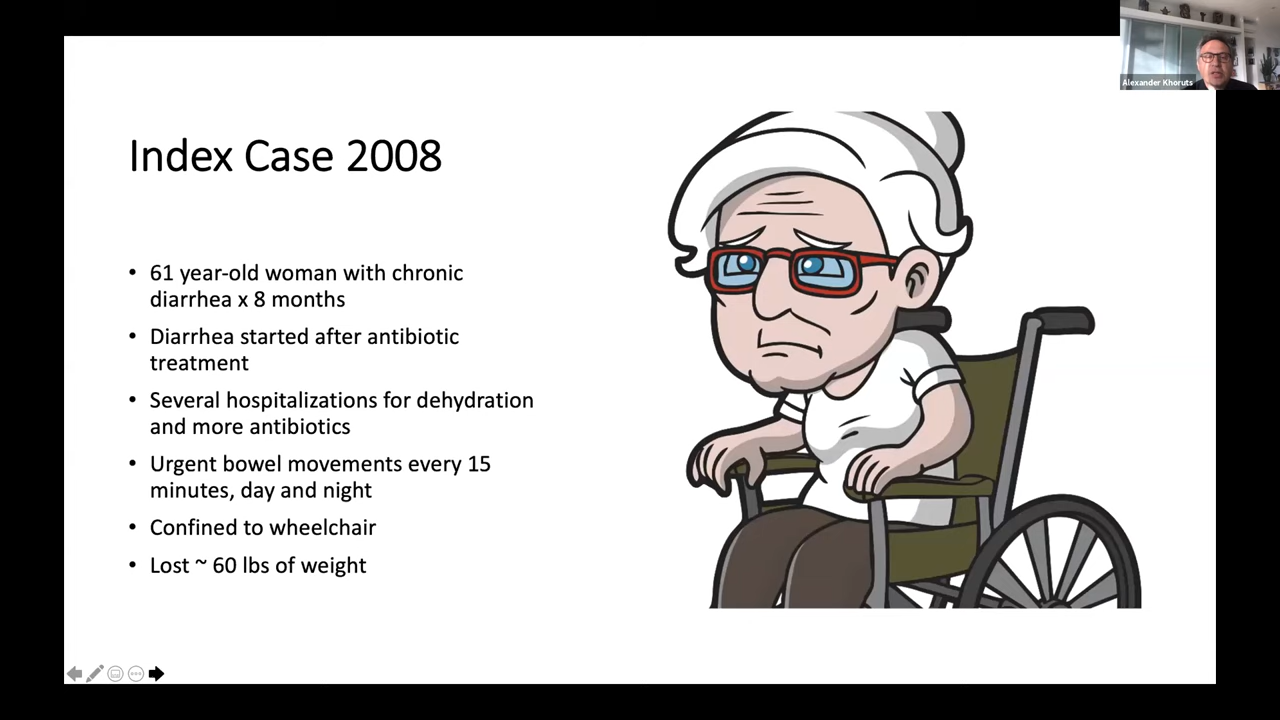 Alexander Khoruts
Index Case 2008
• 61 year-old woman with chronic
diarrhea x 8 months
• Diarrhea started after antibiotic
treatment
• Several hospitalizations for dehydration
and more antibiotics
• Urgent bowel movements every 15
minutes, day and night
• Confined to wheelchair
• Lost ~ 60 lbs of weight